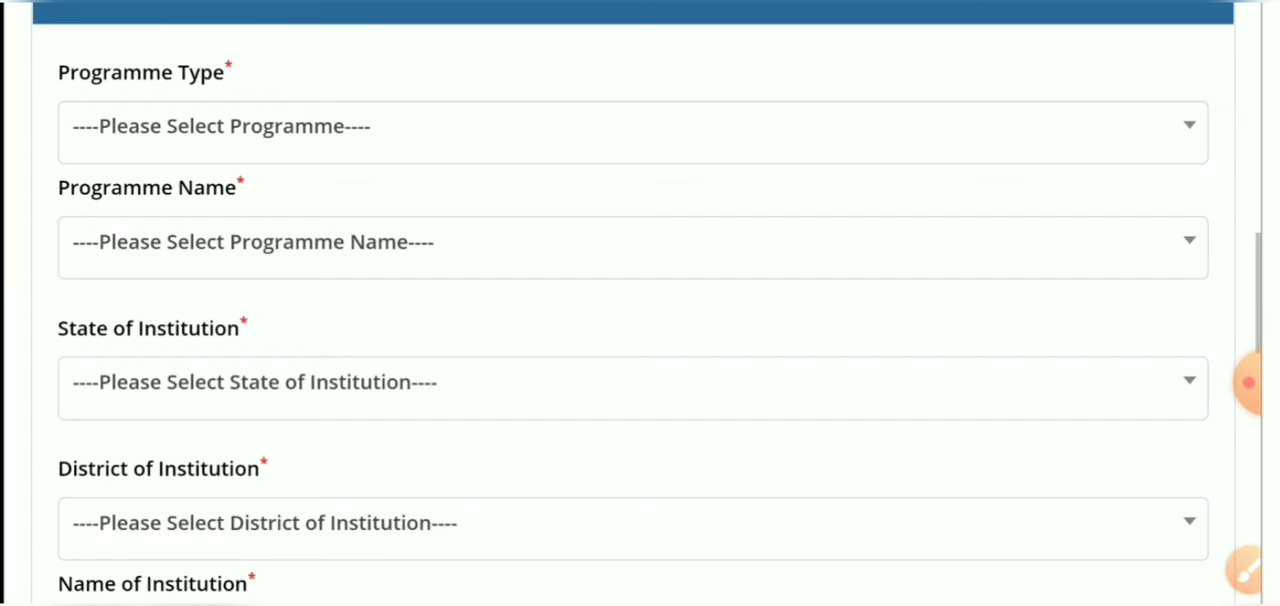 Programme Type*
----Please Select Programme----
Programme Name*
----Please Select Programme Name----
State of Institution*
----Please Select State of Institution----
District of Institution*
----Please Select District of Institution----
Name of Institution*